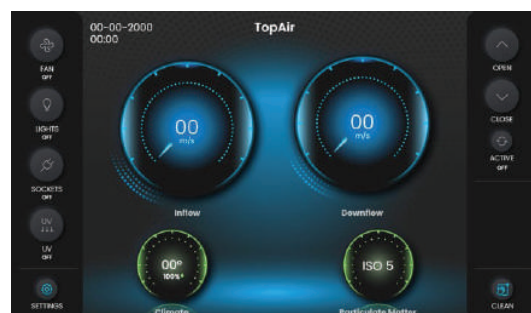 00-00-2000
00:00
TopAir
FAN
OFF
LIGHTS
OFF
SOCKETS
OFF
UV
UV
OFF
SETTINGS
00
m/s
Inflow
00
m/s
Downflow
00°
100%
Climate
ISO 5
Particulate Matter
OPEN
CLOSE
ACTIVE
OFF
CLEAN